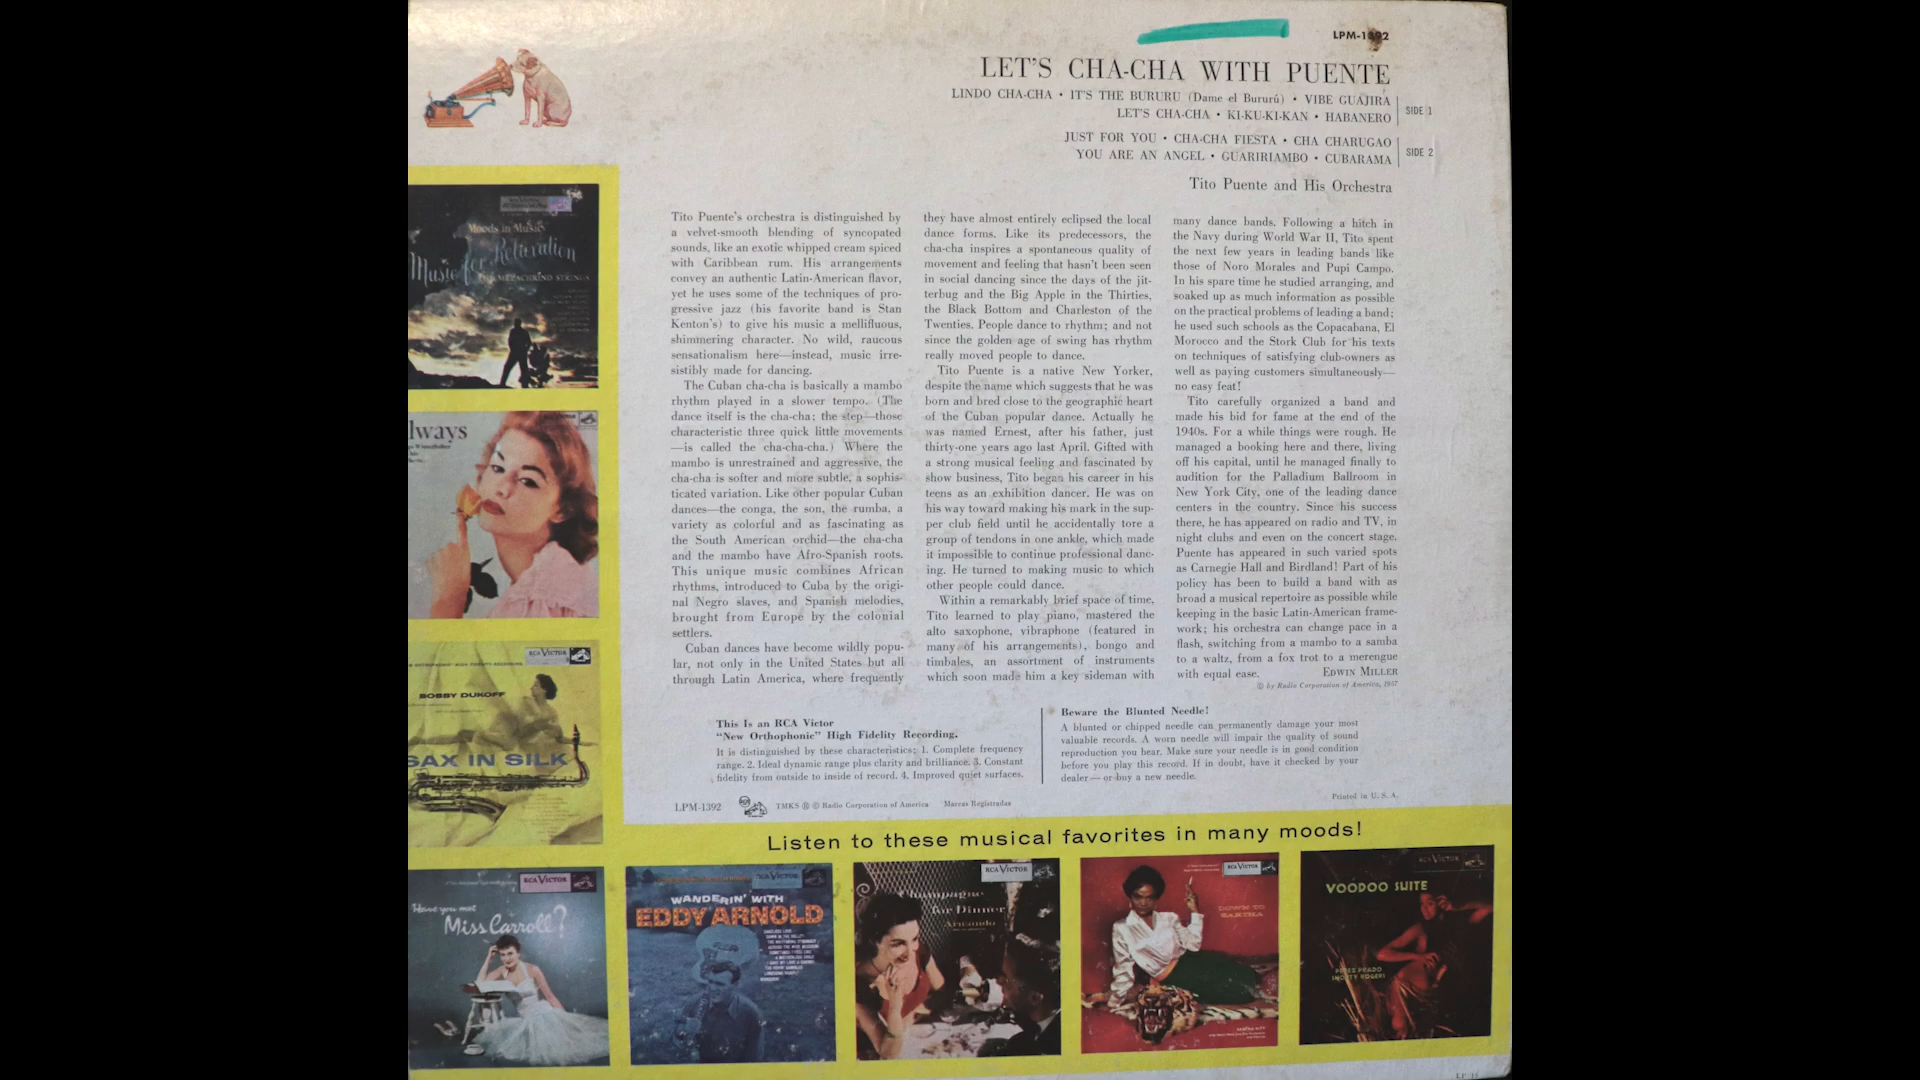 LPM-1392
LET'S CHA-CHA WITH PUENTE
LINDO CHA-CHA • IT'S THE BURURU (Dame el Bururú) • VIBE GUAJIRA
LET'S CHA-CHA • KI-KU-KI-KAN • HABANERO
SIDE 1
JUST FOR YOU • CHA-CHA FIESTA • CHA CHARUGAO
YOU ARE AN ANGEL • GUARIRIAMBO • CUBARAMA
SIDE 2
Tito Puente and His Orchestra
Tito Puente's orchestra is distinguished by
a velvet-smooth blending of syncopated
sounds, like an exotic whipped cream spiced
with Caribbean rum. His arrangements
convey an authentic Latin-American flavor,
yet he uses some of the techniques of pro-
gressive jazz (his favorite band is Stan
Kenton's) to give his music a mellifluous,
shimmering character. No wild, raucous
sensationalism here—instead, music irre-
sistibly made for dancing.
The Cuban cha-cha is basically a mambo
rhythm played in a slower tempo. (The
dance itself is the cha-cha; the step—those
characteristic three quick little movements
—is called the cha-cha-cha.) Where the
mambo is unrestrained and aggressive, the
cha-cha is softer and more subtle, a sophis-
ticated variation. Like other popular Cuban
dances—the conga, the son, the rumba, a
variety as colorful and as fascinating as
the South American orchid—the cha-cha
and the mambo have Afro-Spanish roots.
This unique music combines African
rhythms, introduced to Cuba by the origi-
nal Negro slaves, and Spanish melodies,
brought from Europe by the colonial
settlers.
Cuban dances have become wildly popu-
lar, not only in the United States but all
through Latin America, where frequently
they have almost entirely eclipsed the local
dance forms. Like its predecessors, the
cha-cha inspires a spontaneous quality of
movement and feeling that hasn't been seen
in social dancing since the days of the jit-
terbug and the Big Apple in the Thirties,
the Black Bottom and Charleston of the
Twenties. People dance to rhythm; and not
since the golden age of swing has rhythm
really moved people to dance.
Tito Puente is a native New Yorker,
despite the name which suggests that he was
born and bred close to the geographic heart
of the Cuban popular dance. Actually he
was named Ernest, after his father, just
thirty-one years ago last April. Gifted with
a strong musical feeling and fascinated by
show business, Tito began his career in his
teens as an exhibition dancer. He was on
his way toward making his mark in the sup-
per club field until he accidentally tore a
group of tendons in one ankle, which made
it impossible to continue professional danc-
ing. He turned to making music to which
other people could dance.
Within a remarkably brief space of time,
Tito learned to play piano, mastered the
alto saxophone, vibraphone (featured in
many of his arrangements), bongo and
timbales, an assortment of instruments
which soon made him a key sideman with
many dance bands. Following a hitch in
the Navy during World War II, Tito spent
the next few years in leading bands like
those of Noro Morales and Pupi Campo.
In his spare time he studied arranging, and
soaked up as much information as possible
on the practical problems of leading a band;
he used such schools as the Copacabana, El
Morocco and the Stork Club for his texts
on techniques of satisfying club-owners as
well as paying customers simultaneously—
no easy feat!
Tito carefully organized a band and
made his bid for fame at the end of the
1940s. For a while things were rough. He
managed a booking here and there, living
off his capital, until he managed finally to
audition for the Palladium Ballroom in
New York City, one of the leading dance
centers in the country. Since his success
there, he has appeared on radio and TV, in
night clubs and even on the concert stage.
Puente has appeared in such varied spots
as Carnegie Hall and Birdland! Part of his
policy has been to build a band with as
broad a musical repertoire as possible while
keeping in the basic Latin-American frame-
work; his orchestra can change pace in a
flash, switching from a mambo to a samba
to a waltz, from a fox trot to a merengue
with equal ease. EDWIN MILLER
© by Radio Corporation of America, 1957
This Is an RCA Victor
"New Orthophonic" High Fidelity Recording.
It is distinguished by these characteristics: 1. Complete frequency
range. 2. Ideal dynamic range plus clarity and brilliance. 3. Constant
fidelity from outside to inside of record. 4. Improved quiet surfaces.
Beware the Blunted Needle!
A blunted or chipped needle can permanently damage your most
valuable records. A worn needle will impair the quality of sound
reproduction you hear. Make sure your needle is in good condition
before you play this record. If in doubt, have it checked by your
dealer—or buy a new needle.
LPM-1392 TMKS ® © Radio Corporation of America Marcas Registradas
Printed in U. S. A.
Listen to these musical favorites in many moods!
Moods in Music
Music for Relaxation
MELACHRINO STRINGS
lways
RCA VICTOR
BOBBY DUKOFF
SAX IN SILK
RCA VICTOR
Have you met
Miss Carroll?
RCA VICTOR
WANDERIN' WITH
EDDY ARNOLD
RCA VICTOR
Champagne
for Dinner
Armando
RCA VICTOR
DOWN TO
EARTHA
RCA VICTOR
VOODOO SUITE
PEREZ PRADO
SHORTY ROGERS